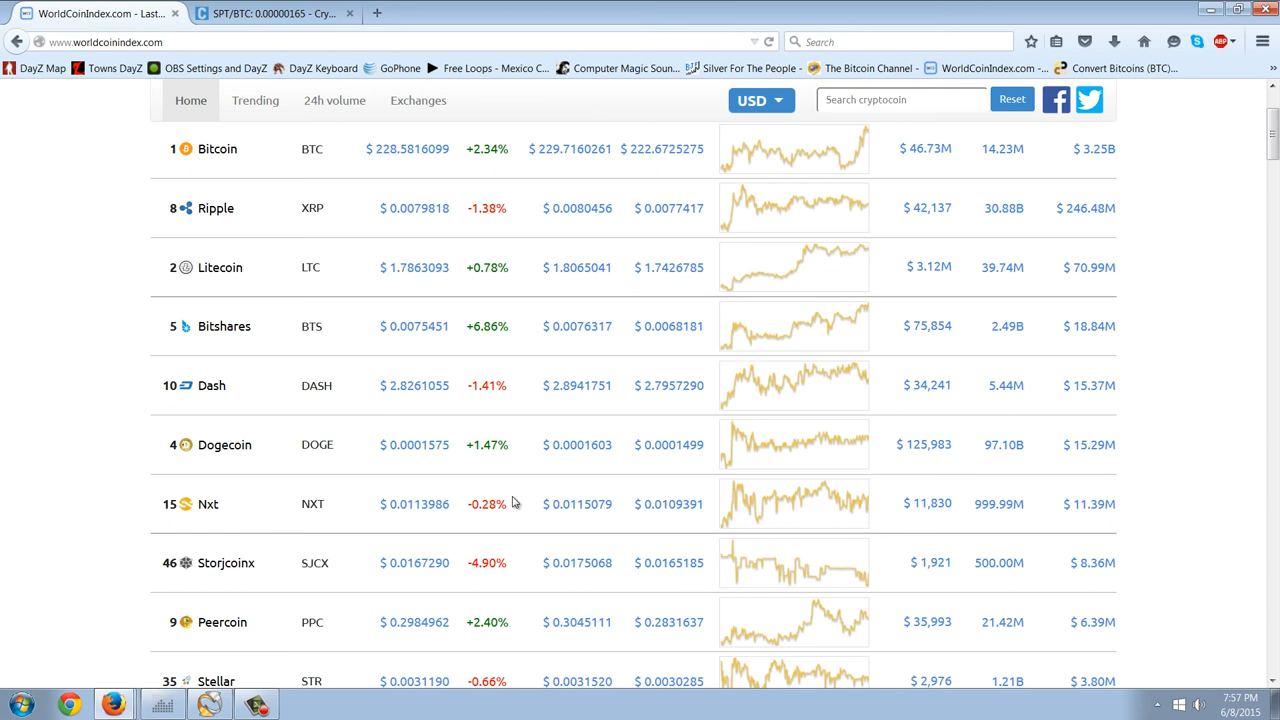 WorldCoinIndex.com - Last...
SPT/BTC: 0.00000165 - Cry...
www.worldcoinindex.com
Search
DayZ Map
Towns DayZ
OBS Settings and DayZ
DayZ Keyboard
GoPhone
Free Loops - Mexico C...
Computer Magic Soun...
Silver For The People - ...
The Bitcoin Channel - ...
WorldCoinIndex.com - ...
Convert Bitcoins (BTC)...
Home
Trending
24h volume
Exchanges
USD
Search cryptocoin
Reset
1 Bitcoin BTC $ 228.5816099 +2.34% $ 229.7160261 $ 222.6725275 $ 46.73M 14.23M $ 3.25B
8 Ripple XRP $ 0.0079818 -1.38% $ 0.0080456 $ 0.0077417 $ 42,137 30.88B $ 246.48M
2 Litecoin LTC $ 1.7863093 +0.78% $ 1.8065041 $ 1.7426785 $ 3.12M 39.74M $ 70.99M
5 Bitshares BTS $ 0.0075451 +6.86% $ 0.0076317 $ 0.0068181 $ 75,854 2.49B $ 18.84M
10 Dash DASH $ 2.8261055 -1.41% $ 2.8941751 $ 2.7957290 $ 34,241 5.44M $ 15.37M
4 Dogecoin DOGE $ 0.0001575 +1.47% $ 0.0001603 $ 0.0001499 $ 125,983 97.10B $ 15.29M
15 Nxt NXT $ 0.0113986 -0.28% $ 0.0115079 $ 0.0109391 $ 11,830 999.99M $ 11.39M
46 Storjcoinx SJCX $ 0.0167290 -4.90% $ 0.0175068 $ 0.0165185 $ 1,921 500.00M $ 8.36M
9 Peercoin PPC $ 0.2984962 +2.40% $ 0.3045111 $ 0.2831637 $ 35,993 21.42M $ 6.39M
35 Stellar STR $ 0.0031190 -0.66% $ 0.0031520 $ 0.0030285 $ 2,976 1.21B $ 3.80M
7:57 PM
6/8/2015